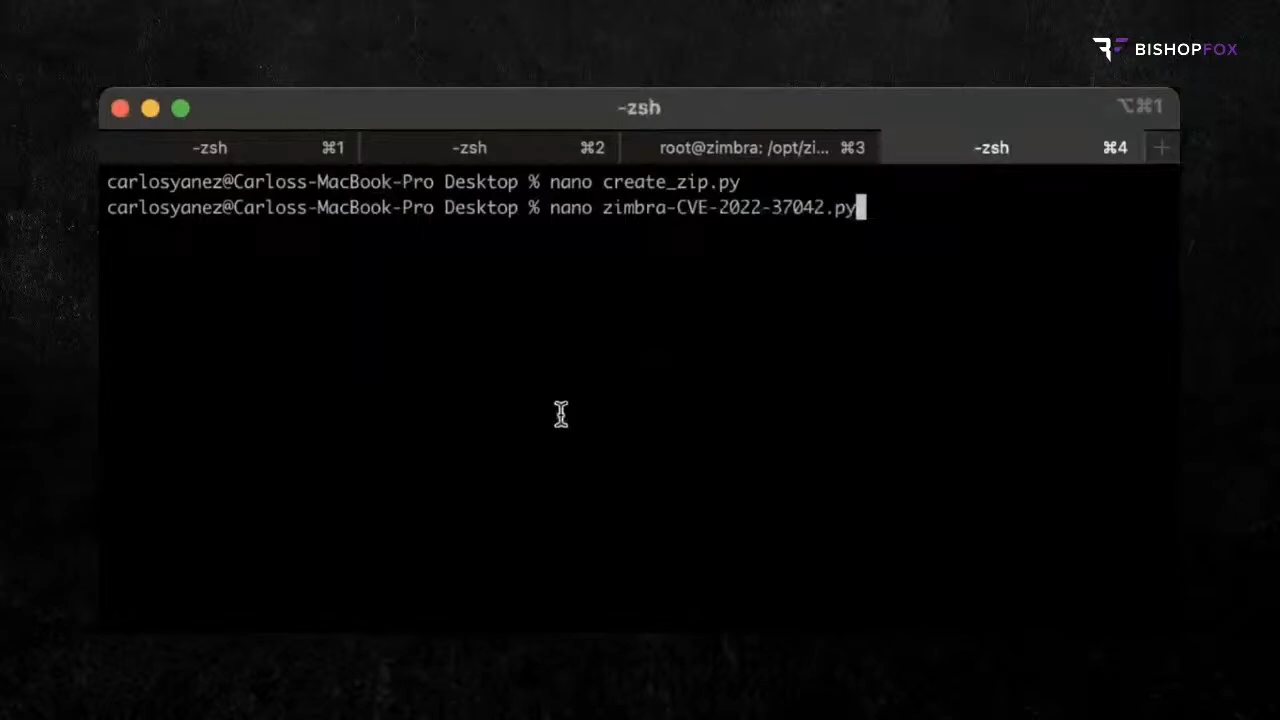 BISHOPFOX
-zsh ⌥⌘1
-zsh ⌘1 -zsh ⌘2 root@zimbra: /opt/zi... ⌘3 -zsh ⌘4 +
carlosyanez@Carloss-MacBook-Pro Desktop % nano create_zip.py
carlosyanez@Carloss-MacBook-Pro Desktop % nano zimbra-CVE-2022-37042.py